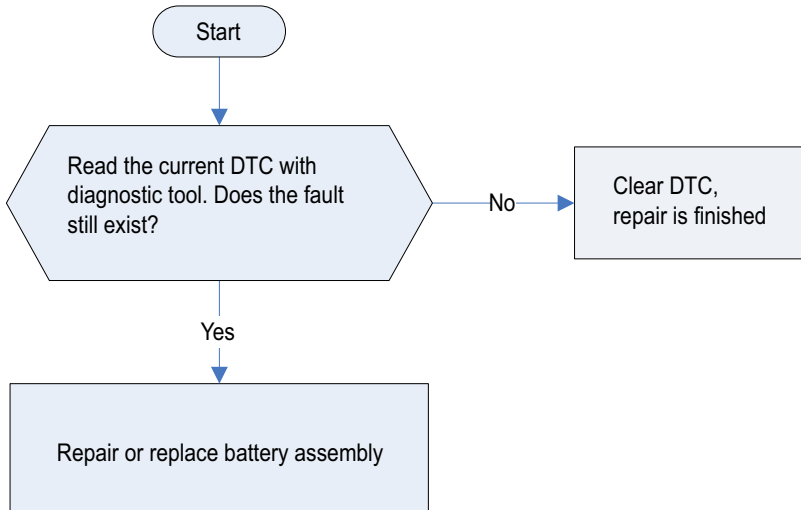 Start
Read the current DTC with
diagnostic tool. Does the fault
still exist?
No
Clear DTC,
repair is finished
Yes
Repair or replace battery assembly